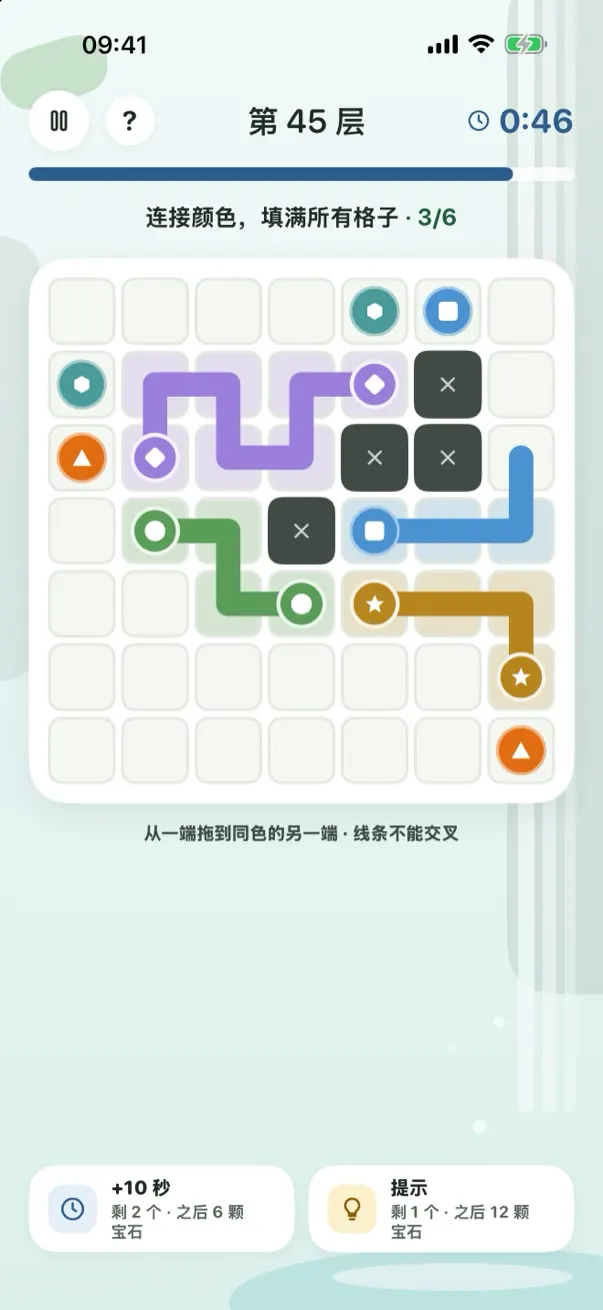 09:41
?
第 45 层
0:46
连接颜色，填满所有格子 · 3/6
从一端拖到同色的另一端 · 线条不能交叉
+10 秒
剩 2 个 · 之后 6 颗
宝石
提示
剩 1 个 · 之后 12 颗
宝石